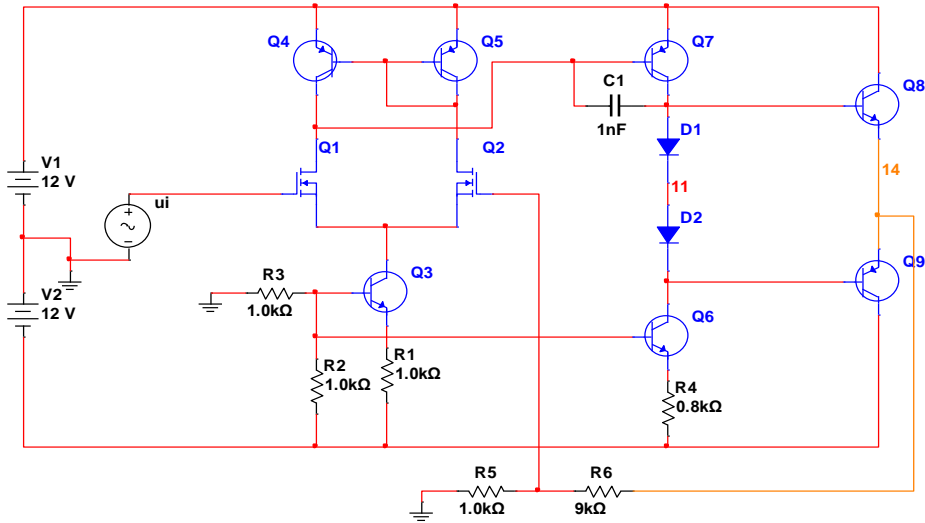 Q4
Q5
Q7
C1
1nF
Q8
Q1
Q2
D1
V1
12 V
ui
14
11
D2
R3
1.0kΩ
Q3
Q9
V2
12 V
Q6
R2
1.0kΩ
R1
1.0kΩ
R4
0.8kΩ
R5
1.0kΩ
R6
9kΩ